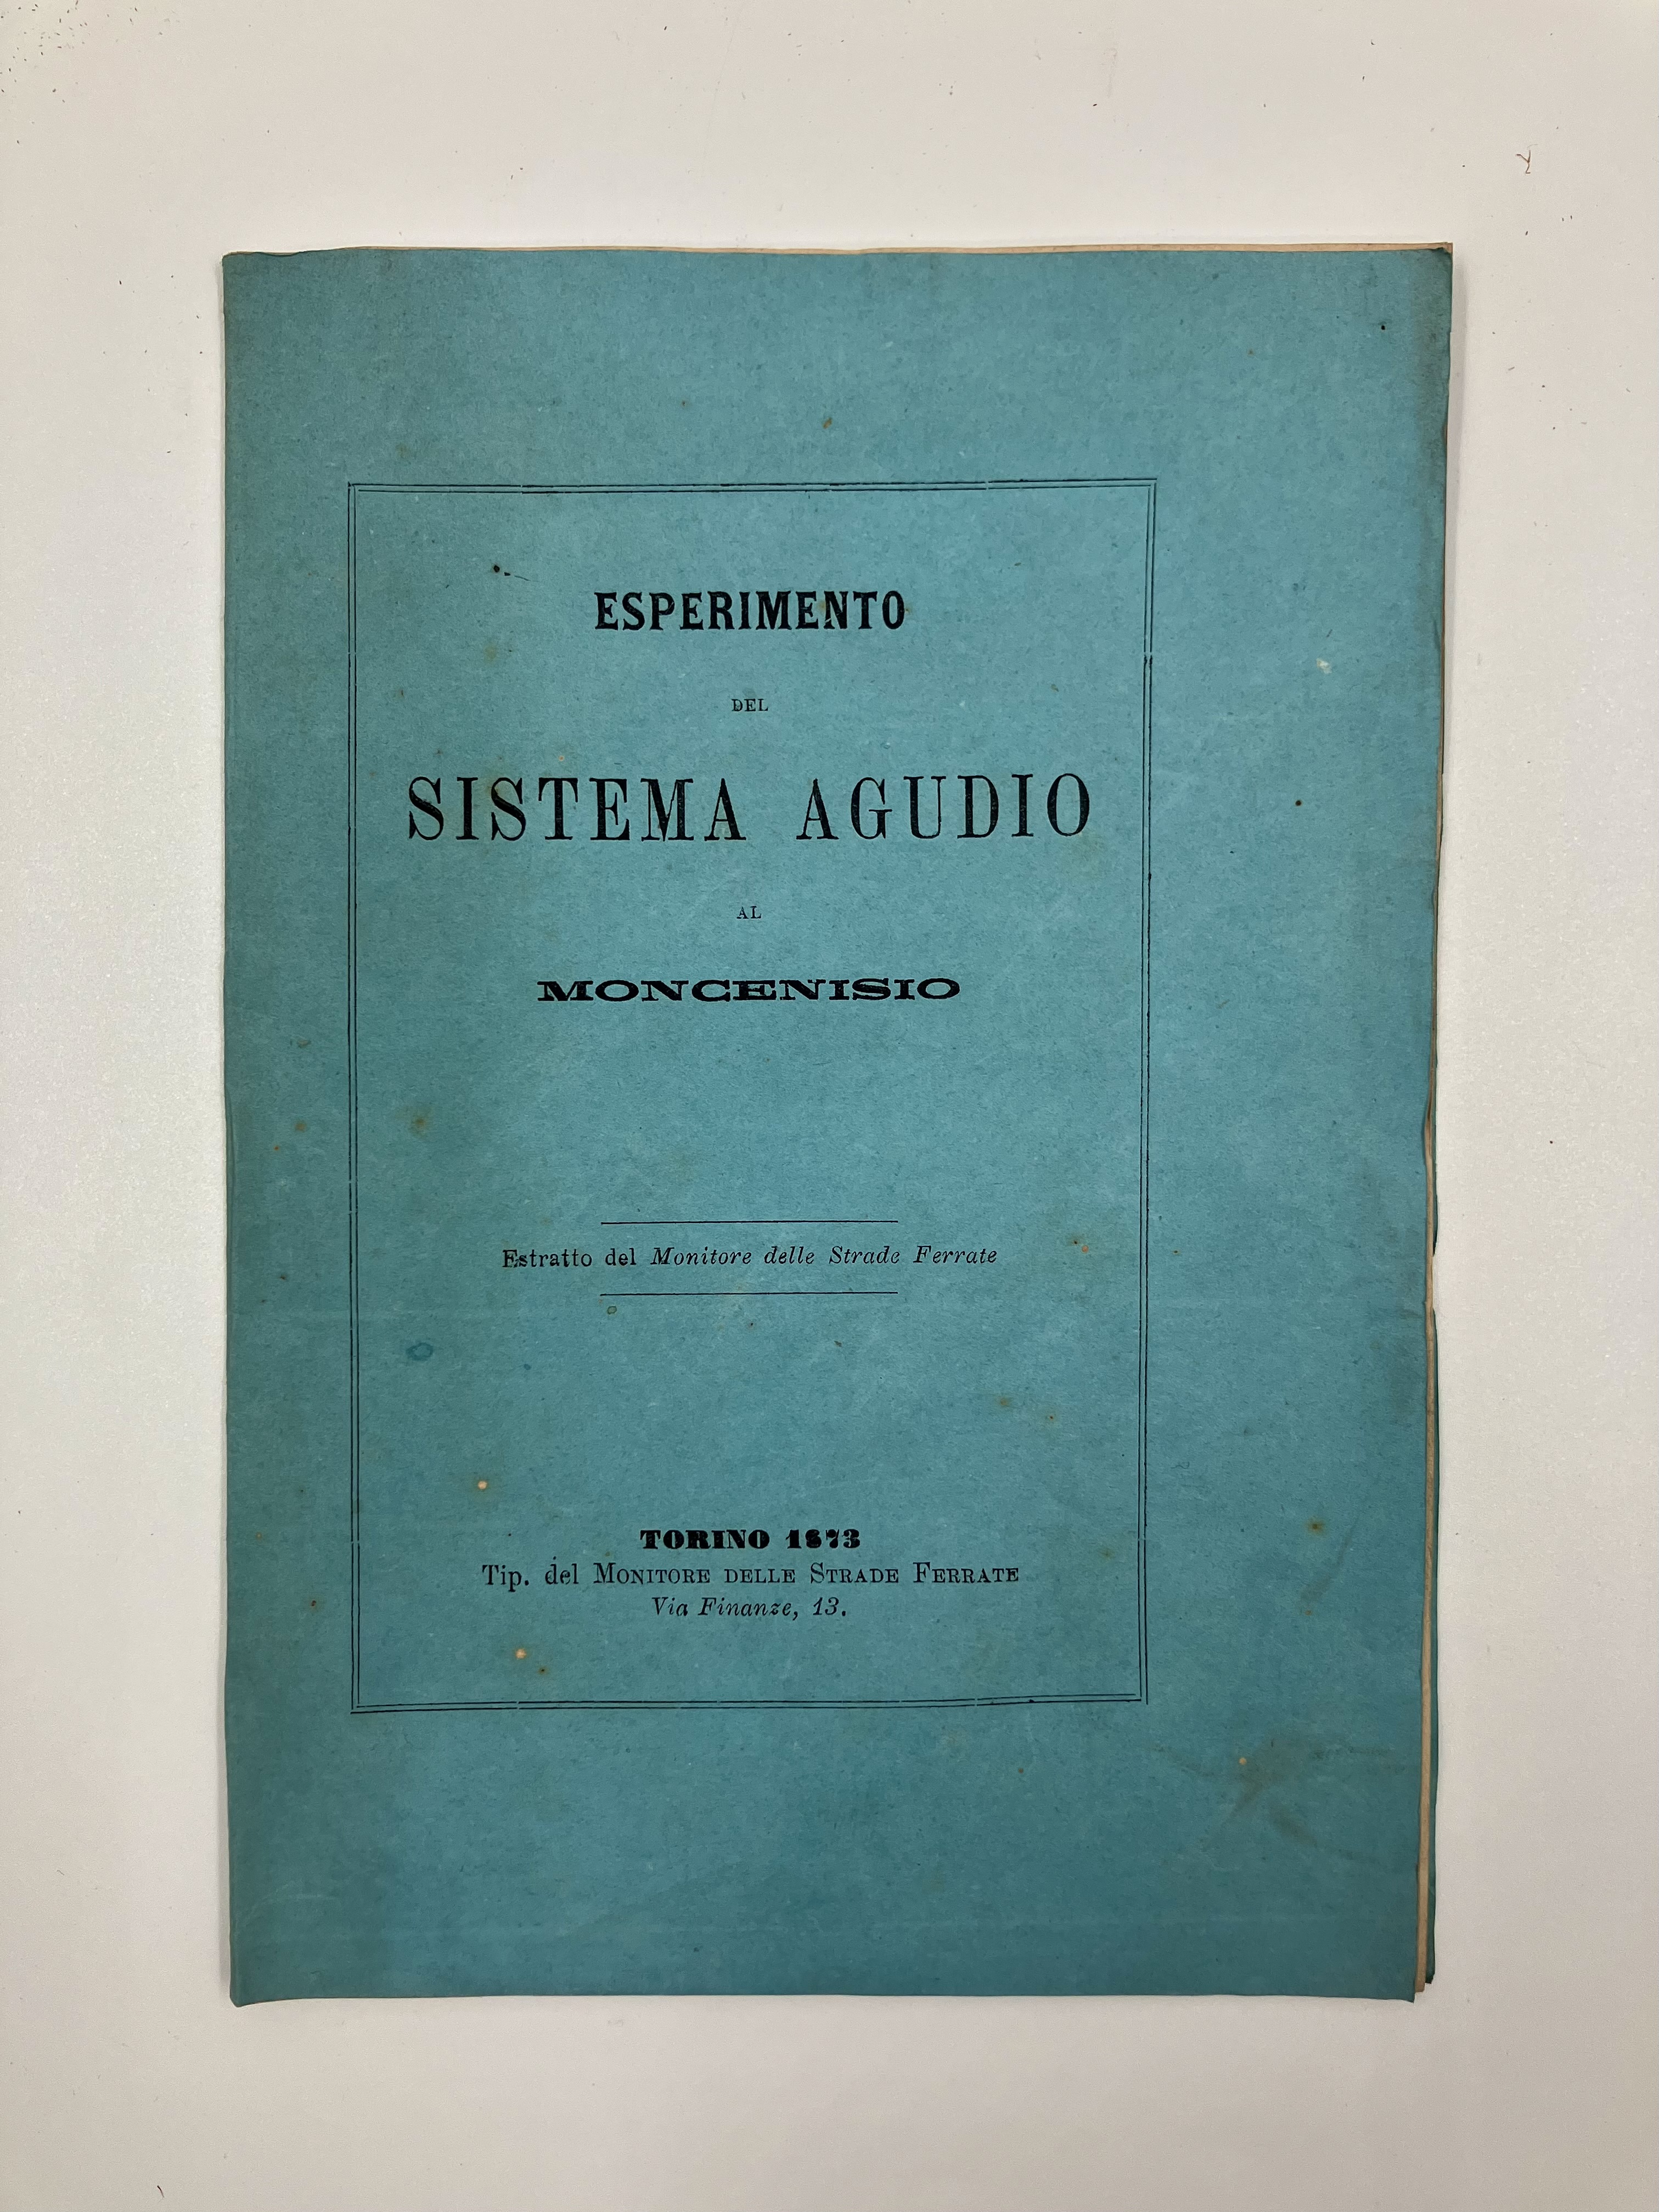 ESPERIMENTO
DEL
SISTEMA AGUDIO
AL
MONCENISIO
Estratto del Monitore delle Strade Ferrate
TORINO 1873
Tip. del MONITORE DELLE STRADE FERRATE
Via Finanze, 13.